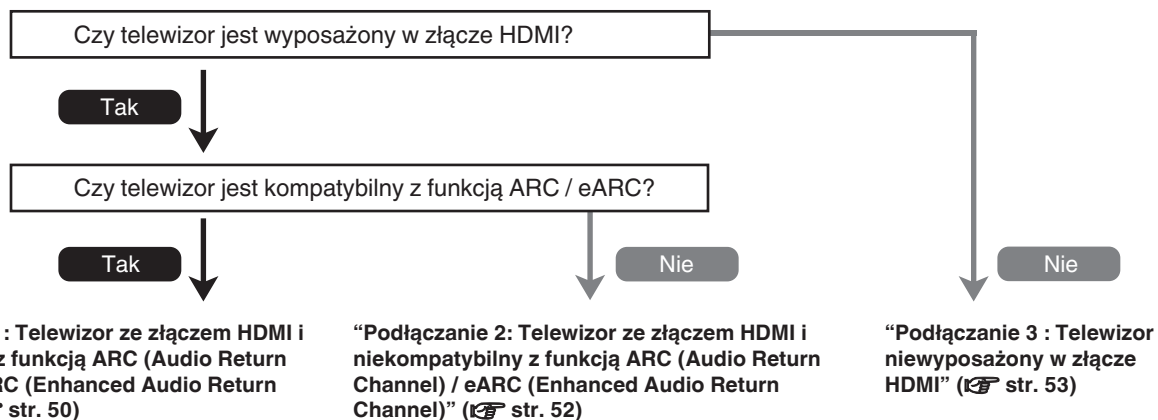 Czy telewizor jest wyposażony w złącze HDMI?
Tak
Czy telewizor jest kompatybilny z funkcją ARC / eARC?
Tak
Nie
Nie
: Telewizor ze złączem HDMI i
z funkcją ARC (Audio Return
RC (Enhanced Audio Return
str. 50)
“Podłączanie 2: Telewizor ze złączem HDMI i
niekompatybilny z funkcją ARC (Audio Return
Channel) / eARC (Enhanced Audio Return
Channel)” (☞ str. 52)
“Podłączanie 3 : Telewizor
niewyposażony w złącze
HDMI” (☞ str. 53)